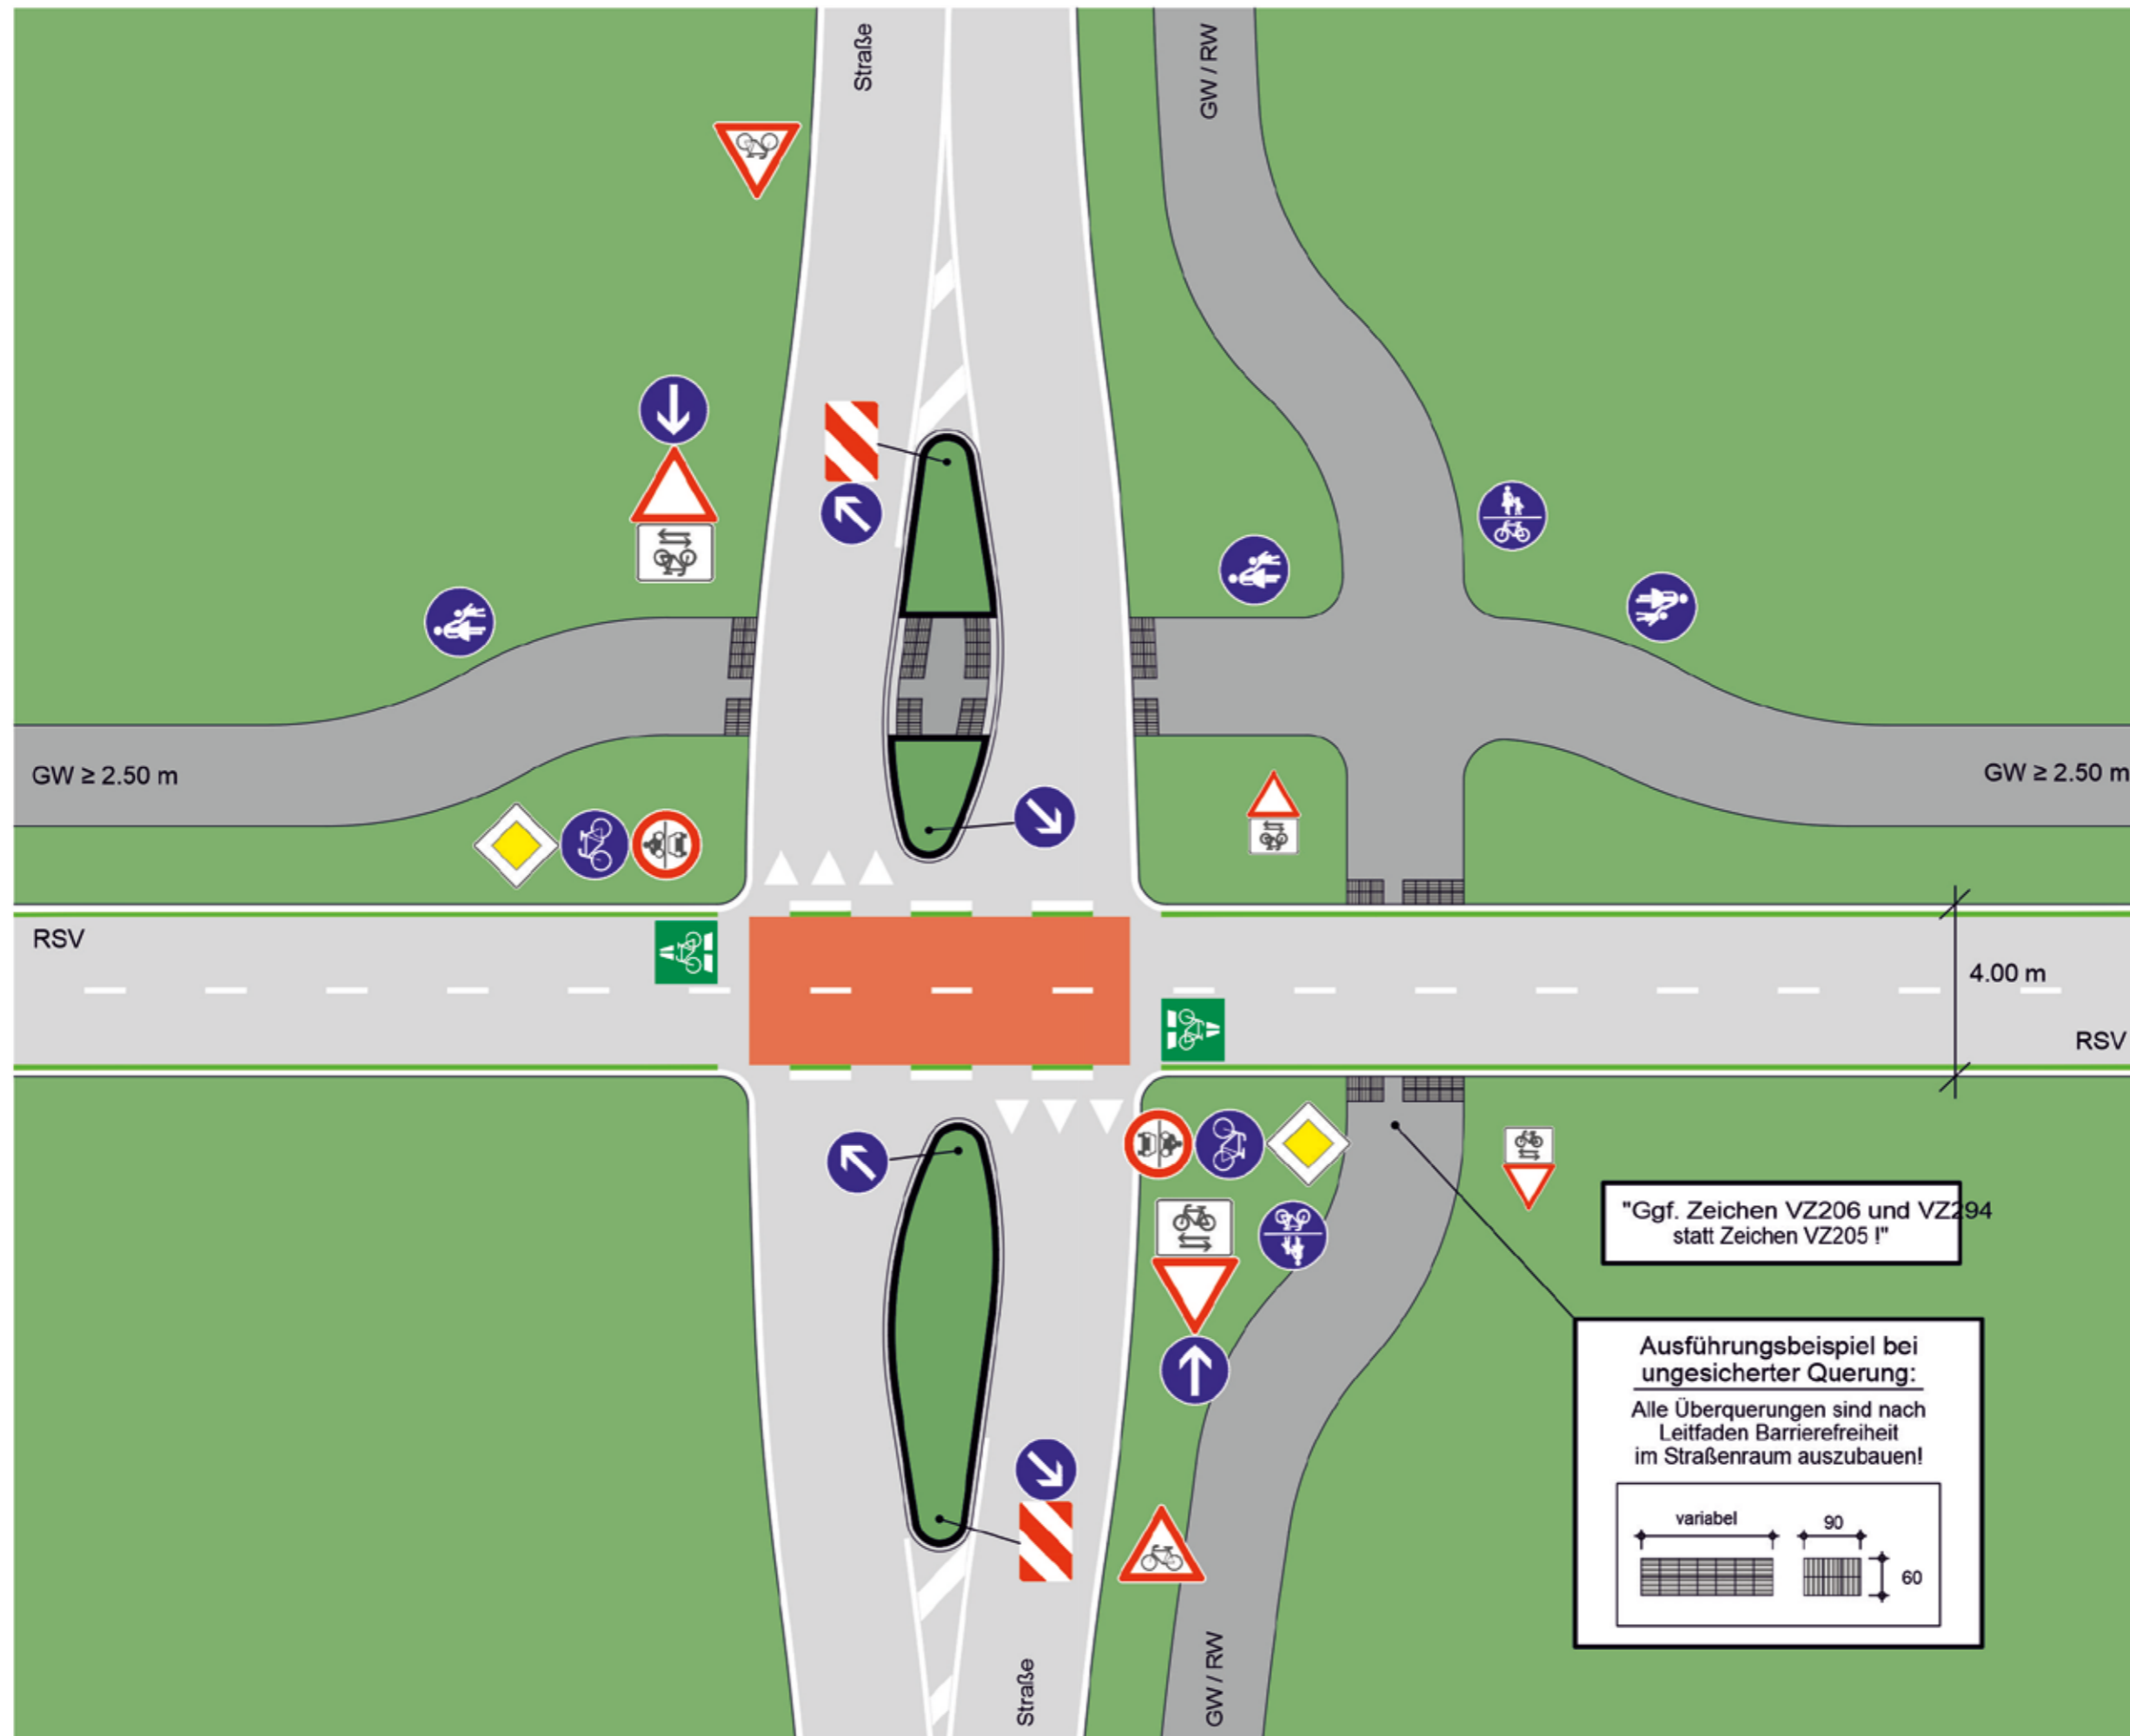 Straße
GW / RW
GW ≥ 2.50 m
GW ≥ 2.50 m
RSV
4.00 m
RSV
"Ggf. Zeichen VZ206 und VZ294
statt Zeichen VZ205 !"
Ausführungsbeispiel bei
ungesicherter Querung:
Alle Überquerungen sind nach
Leitfaden Barrierefreiheit
im Straßenraum auszubauen!
variabel
90
60
Straße
GW / RW